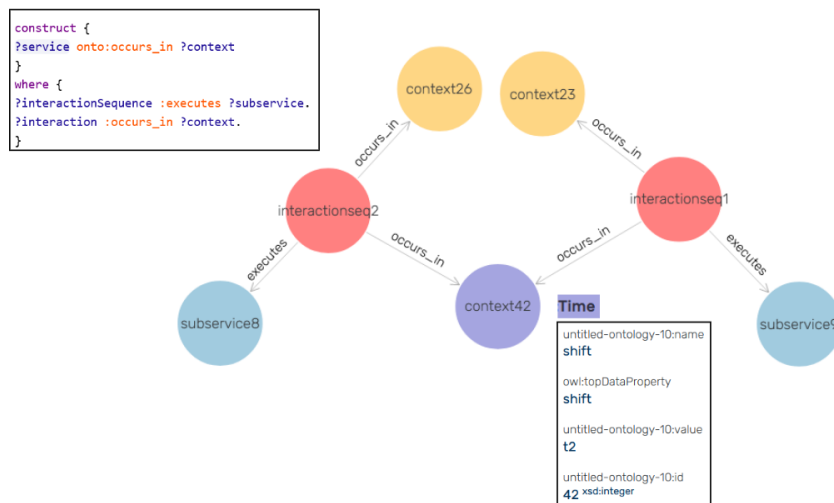 construct {
?service onto:occurs_in ?context
}
where {
?interactionSequence :executes ?subservice.
?interaction :occurs_in ?context.
}
context26
context23
occurs_in
occurs_in
interactionseq2
interactionseq1
executes
occurs_in
occurs_in
executes
subservice8
context42
Time
subservice9
untitled-ontology-10:name
shift
owl:topDataProperty
shift
untitled-ontology-10:value
t2
untitled-ontology-10:id
42 xsd:integer